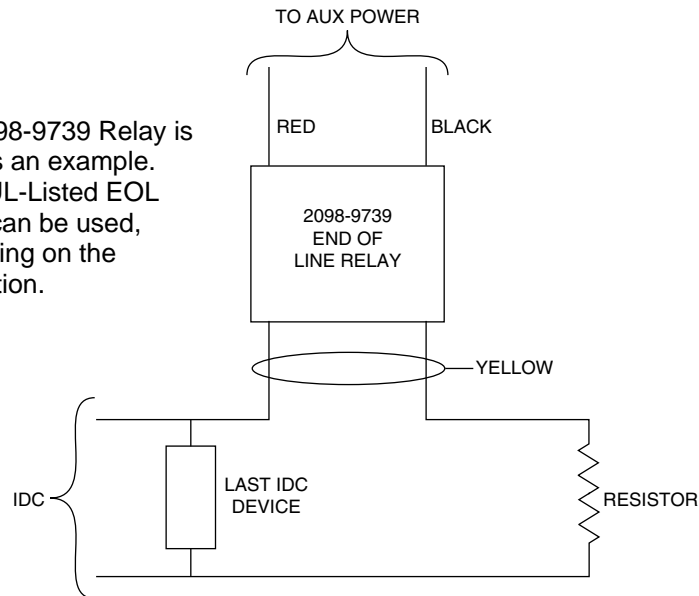 TO AUX POWER
RED
BLACK
98-9739 Relay is
s an example.
UL-Listed EOL
can be used,
ing on the
tion.
2098-9739
END OF
LINE RELAY
YELLOW
IDC
LAST IDC
DEVICE
RESISTOR